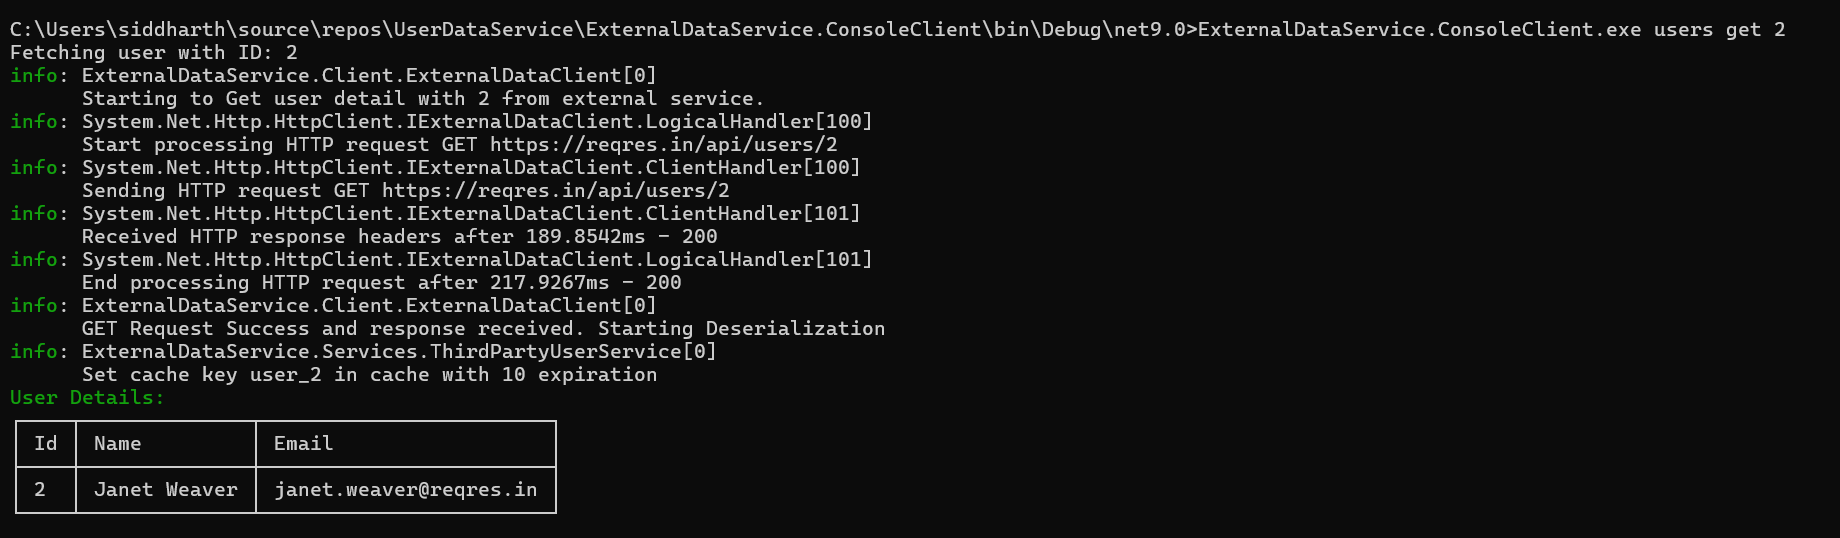 C:\Users\siddharth\source\repos\UserDataService\ExternalDataService.ConsoleClient\bin\Debug\net9.0>ExternalDataService.ConsoleClient.exe users get 2
Fetching user with ID: 2
info: ExternalDataService.Client.ExternalDataClient[0]
      Starting to Get user detail with 2 from external service.
info: System.Net.Http.HttpClient.IExternalDataClient.LogicalHandler[100]
      Start processing HTTP request GET https://reqres.in/api/users/2
info: System.Net.Http.HttpClient.IExternalDataClient.ClientHandler[100]
      Sending HTTP request GET https://reqres.in/api/users/2
info: System.Net.Http.HttpClient.IExternalDataClient.ClientHandler[101]
      Received HTTP response headers after 189.8542ms - 200
info: System.Net.Http.HttpClient.IExternalDataClient.LogicalHandler[101]
      End processing HTTP request after 217.9267ms - 200
info: ExternalDataService.Client.ExternalDataClient[0]
      GET Request Success and response received. Starting Deserialization
info: ExternalDataService.Services.ThirdPartyUserService[0]
      Set cache key user_2 in cache with 10 expiration
User Details:
Id Name Email
2 Janet Weaver janet.weaver@reqres.in